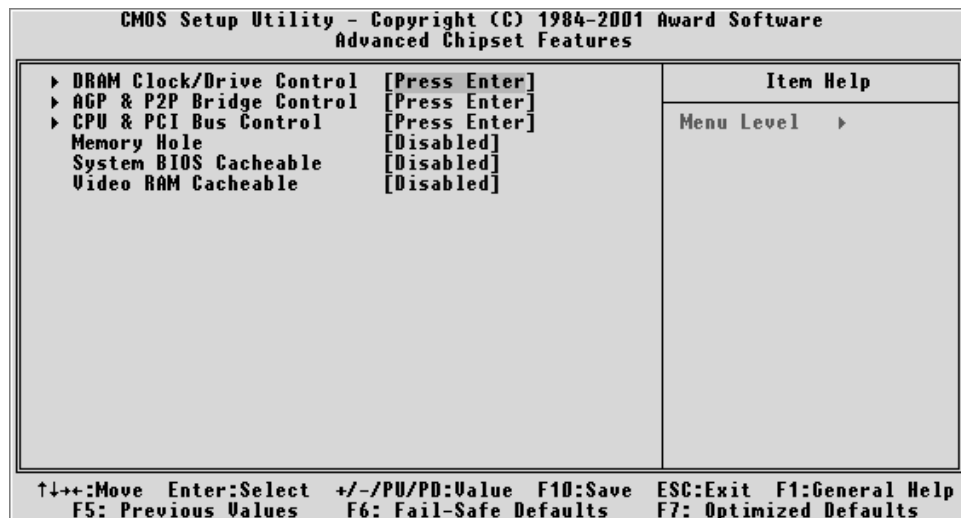 CMOS Setup Utility - Copyright (C) 1984-2001 Award Software
Advanced Chipset Features
▸ DRAM Clock/Drive Control [Press Enter]
▸ AGP & P2P Bridge Control [Press Enter]
▸ CPU & PCI Bus Control [Press Enter]
Memory Hole [Disabled]
System BIOS Cacheable [Disabled]
Video RAM Cacheable [Disabled]
Item Help
Menu Level ▸
↑↓→←:Move Enter:Select +/-/PU/PD:Value F10:Save ESC:Exit F1:General Help
F5: Previous Values F6: Fail-Safe Defaults F7: Optimized Defaults